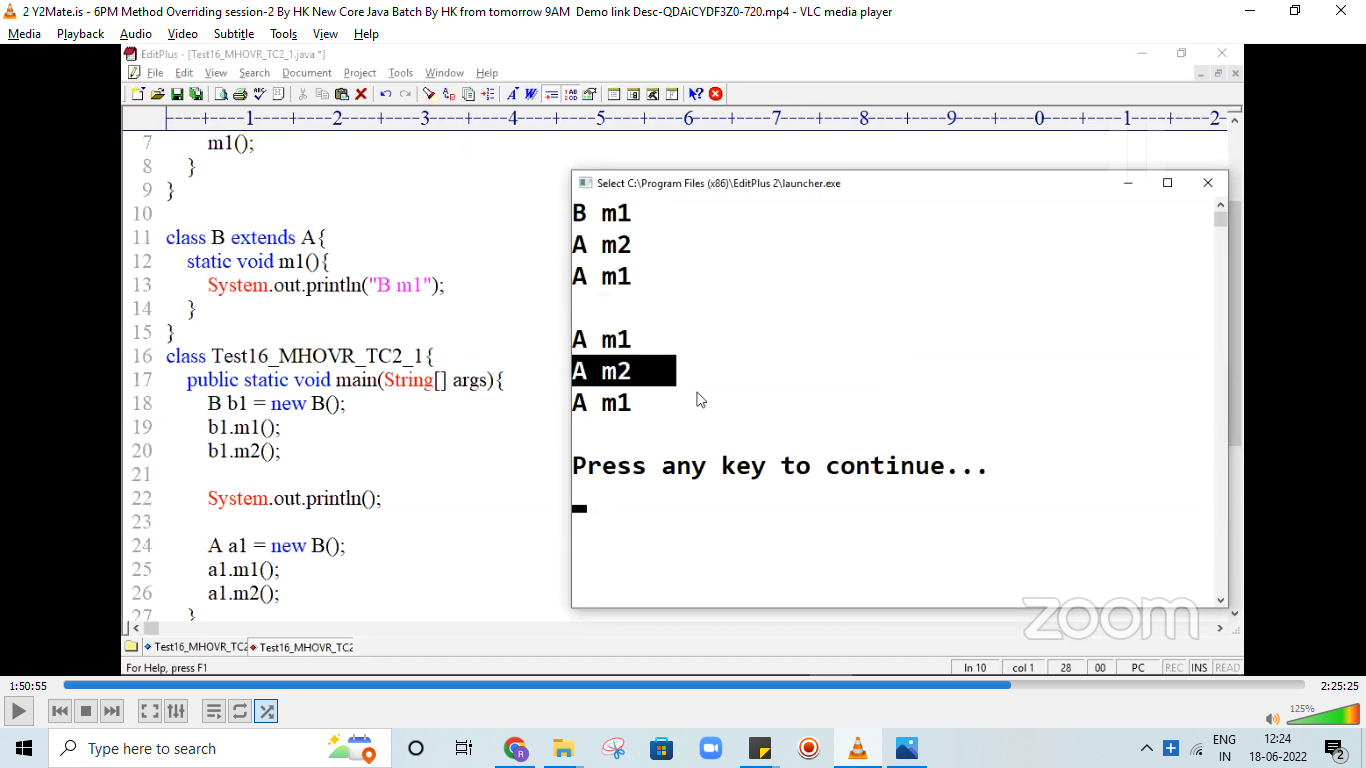 2 Y2Mate.is - 6PM Method Overriding session-2 By HK New Core Java Batch By HK from tomorrow 9AM  Demo link Desc-QDAiCYDF3Z0-720.mp4 - VLC media player
Media Playback Audio Video Subtitle Tools View Help
EditPlus - [Test16_MHOVR_TC2_1.java *]
File Edit View Search Document Project Tools Window Help
----+----1----+----2----+----3----+----4----+----5----+----6----+----7----+----8----+----9----+----0----+----1----+----2-
7 m1();
8 }
9 }
10
11 class B extends A{
12 static void m1(){
13 System.out.println("B m1");
14 }
15 }
16 class Test16_MHOVR_TC2_1{
17 public static void main(String[] args){
18 B b1 = new B();
19 b1.m1();
20 b1.m2();
21
22 System.out.println();
23
24 A a1 = new B();
25 a1.m1();
26 a1.m2();
27 }
Select C:\Program Files (x86)\EditPlus 2\launcher.exe
B m1
A m2
A m1
A m1
A m2
A m1
Press any key to continue...
zoom
Test16_MHOVR_TC2 Test16_MHOVR_TC2
For Help, press F1 ln 10 col 1 28 00 PC REC INS READ
1:50:55 2:25:25
125%
Type here to search
ENG
IN
12:24
18-06-2022
2